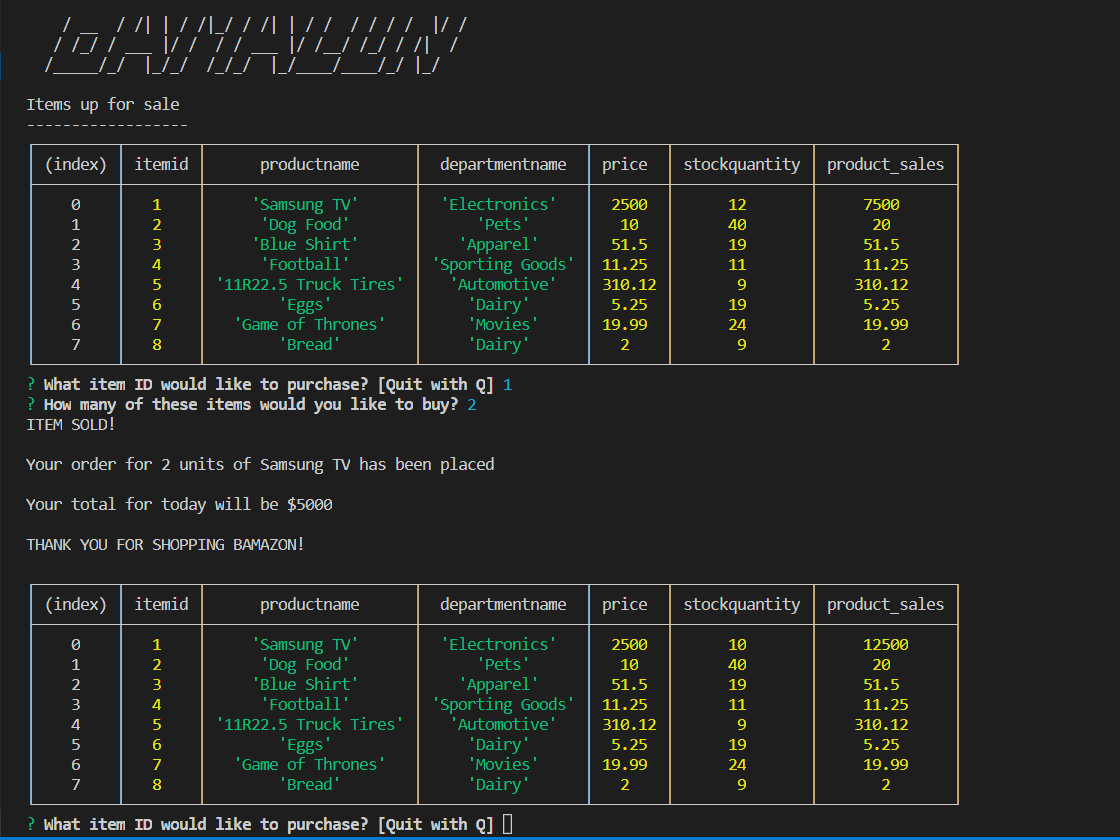 Items up for sale
------------------
(index) itemid productname departmentname price stockquantity product_sales
0 1 'Samsung TV' 'Electronics' 2500 12 7500
1 2 'Dog Food' 'Pets' 10 40 20
2 3 'Blue Shirt' 'Apparel' 51.5 19 51.5
3 4 'Football' 'Sporting Goods' 11.25 11 11.25
4 5 '11R22.5 Truck Tires' 'Automotive' 310.12 9 310.12
5 6 'Eggs' 'Dairy' 5.25 19 5.25
6 7 'Game of Thrones' 'Movies' 19.99 24 19.99
7 8 'Bread' 'Dairy' 2 9 2
? What item ID would like to purchase? [Quit with Q] 1
? How many of these items would you like to buy? 2
ITEM SOLD!
Your order for 2 units of Samsung TV has been placed
Your total for today will be $5000
THANK YOU FOR SHOPPING BAMAZON!
(index) itemid productname departmentname price stockquantity product_sales
0 1 'Samsung TV' 'Electronics' 2500 10 12500
1 2 'Dog Food' 'Pets' 10 40 20
2 3 'Blue Shirt' 'Apparel' 51.5 19 51.5
3 4 'Football' 'Sporting Goods' 11.25 11 11.25
4 5 '11R22.5 Truck Tires' 'Automotive' 310.12 9 310.12
5 6 'Eggs' 'Dairy' 5.25 19 5.25
6 7 'Game of Thrones' 'Movies' 19.99 24 19.99
7 8 'Bread' 'Dairy' 2 9 2
? What item ID would like to purchase? [Quit with Q]